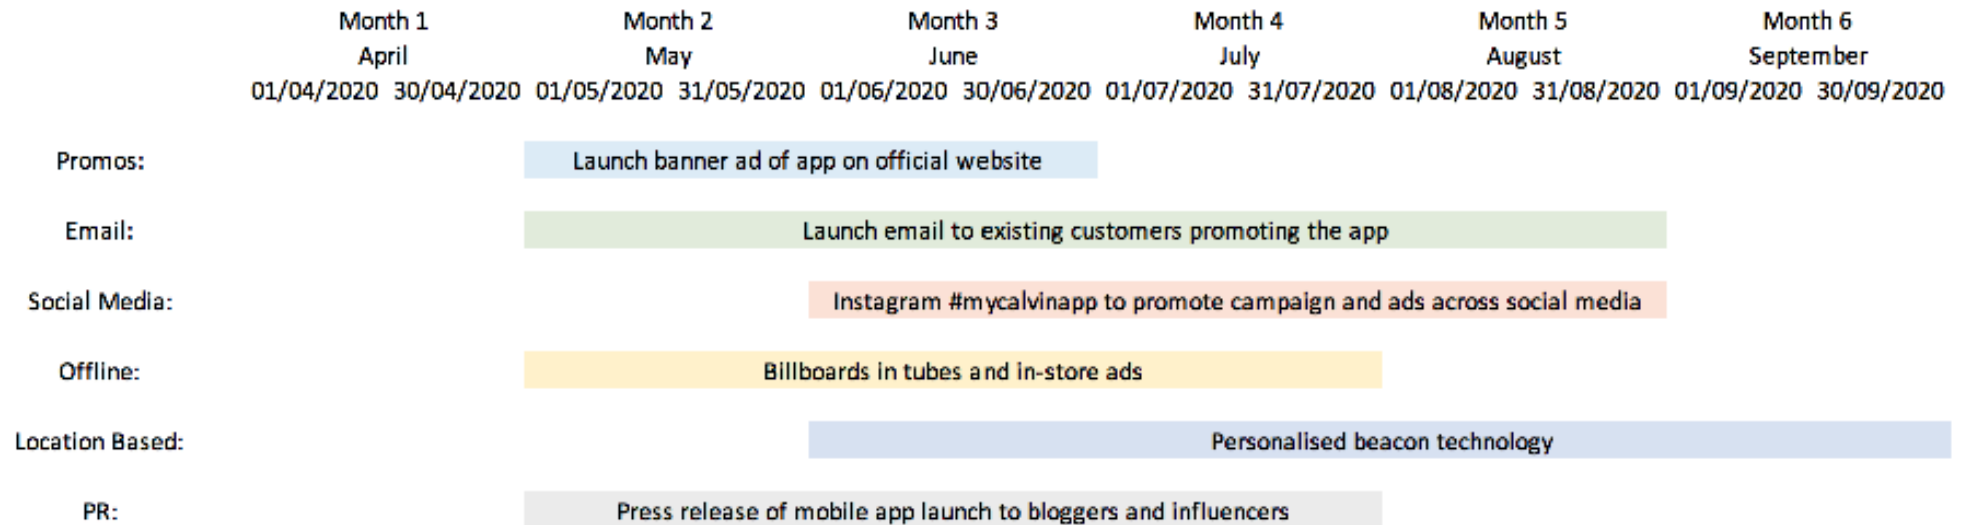 Month 1 Month 2 Month 3 Month 4 Month 5 Month 6
April May June July August September
01/04/2020 30/04/2020 01/05/2020 31/05/2020 01/06/2020 30/06/2020 01/07/2020 31/07/2020 01/08/2020 31/08/2020 01/09/2020 30/09/2020
Promos: Launch banner ad of app on official website
Email: Launch email to existing customers promoting the app
Social Media: Instagram #mycalvinapp to promote campaign and ads across social media
Offline: Billboards in tubes and in-store ads
Location Based: Personalised beacon technology
PR: Press release of mobile app launch to bloggers and influencers